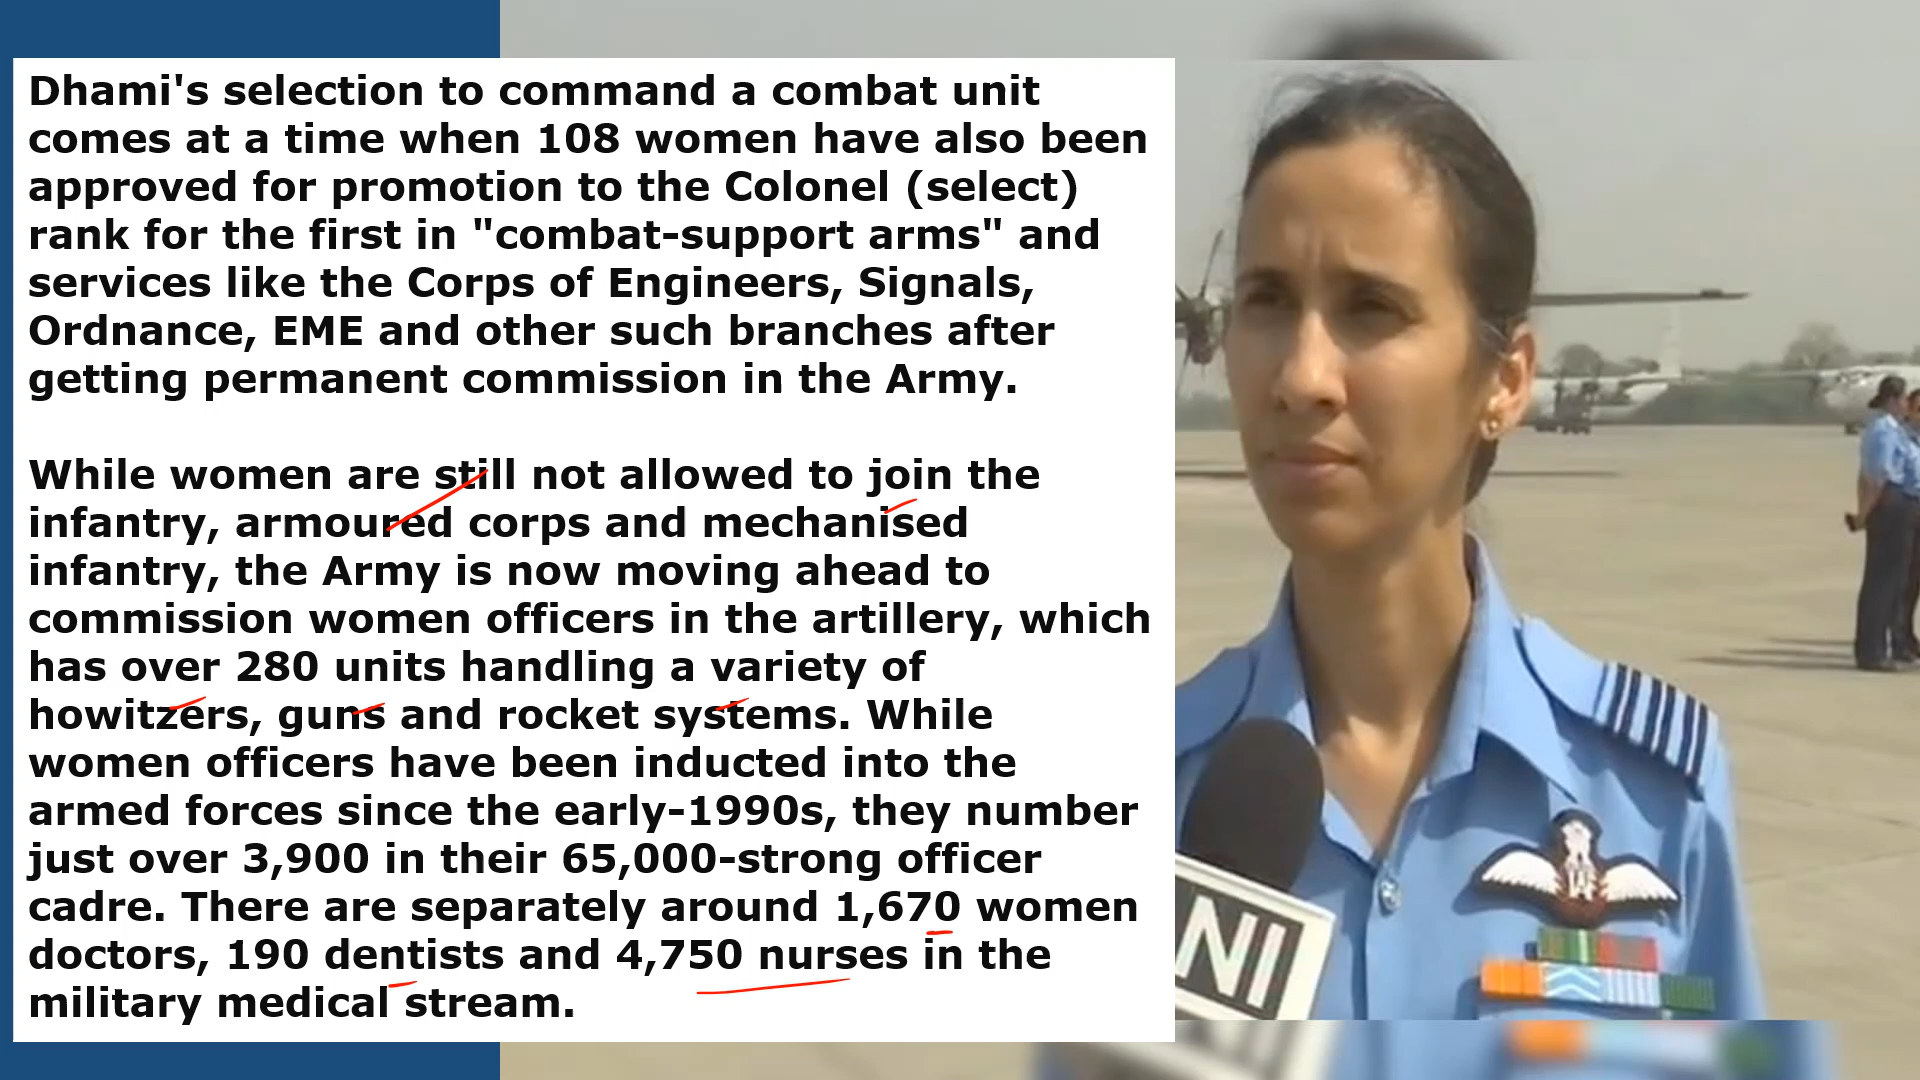 Dhami's selection to command a combat unit
comes at a time when 108 women have also been
approved for promotion to the Colonel (select)
rank for the first in "combat-support arms" and
services like the Corps of Engineers, Signals,
Ordnance, EME and other such branches after
getting permanent commission in the Army.
While women are still not allowed to join the
infantry, armoured corps and mechanised
infantry, the Army is now moving ahead to
commission women officers in the artillery, which
has over 280 units handling a variety of
howitzers, guns and rocket systems. While
women officers have been inducted into the
armed forces since the early-1990s, they number
just over 3,900 in their 65,000-strong officer
cadre. There are separately around 1,670 women
doctors, 190 dentists and 4,750 nurses in the
military medical stream.
NI